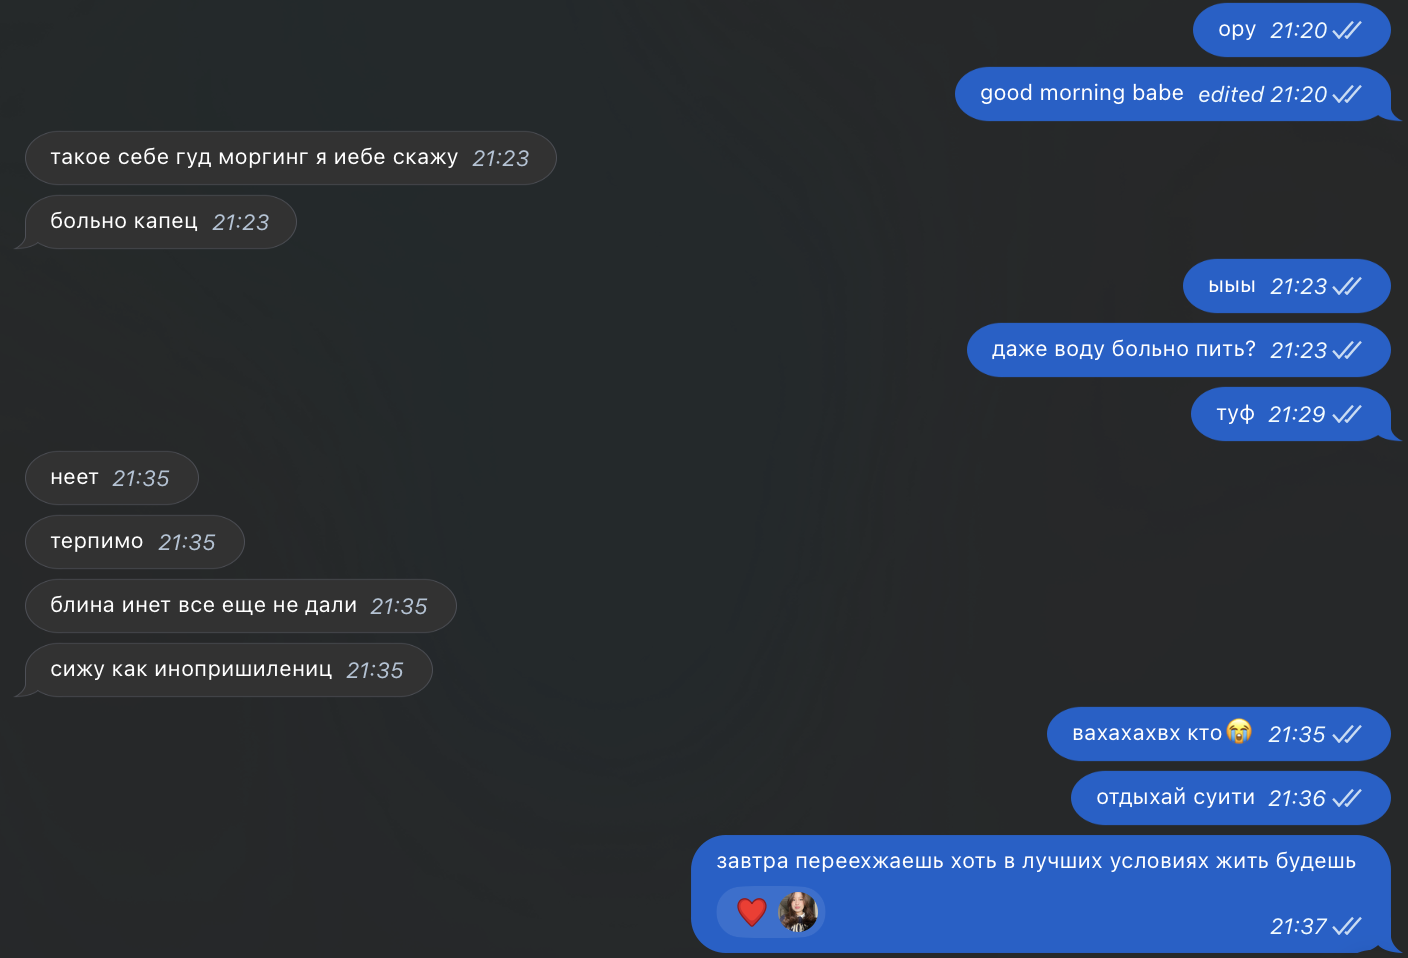 ору 21:20
good morning babe edited 21:20
такое себе гуд моргинг я иебе скажу 21:23
больно капец 21:23
ыыы 21:23
даже воду больно пить? 21:23
туф 21:29
неет 21:35
терпимо 21:35
блина инет все еще не дали 21:35
сижу как инопришилениц 21:35
вахахахвх кто😭 21:35
отдыхай суити 21:36
завтра переехжаешь хоть в лучших условиях жить будешь
21:37